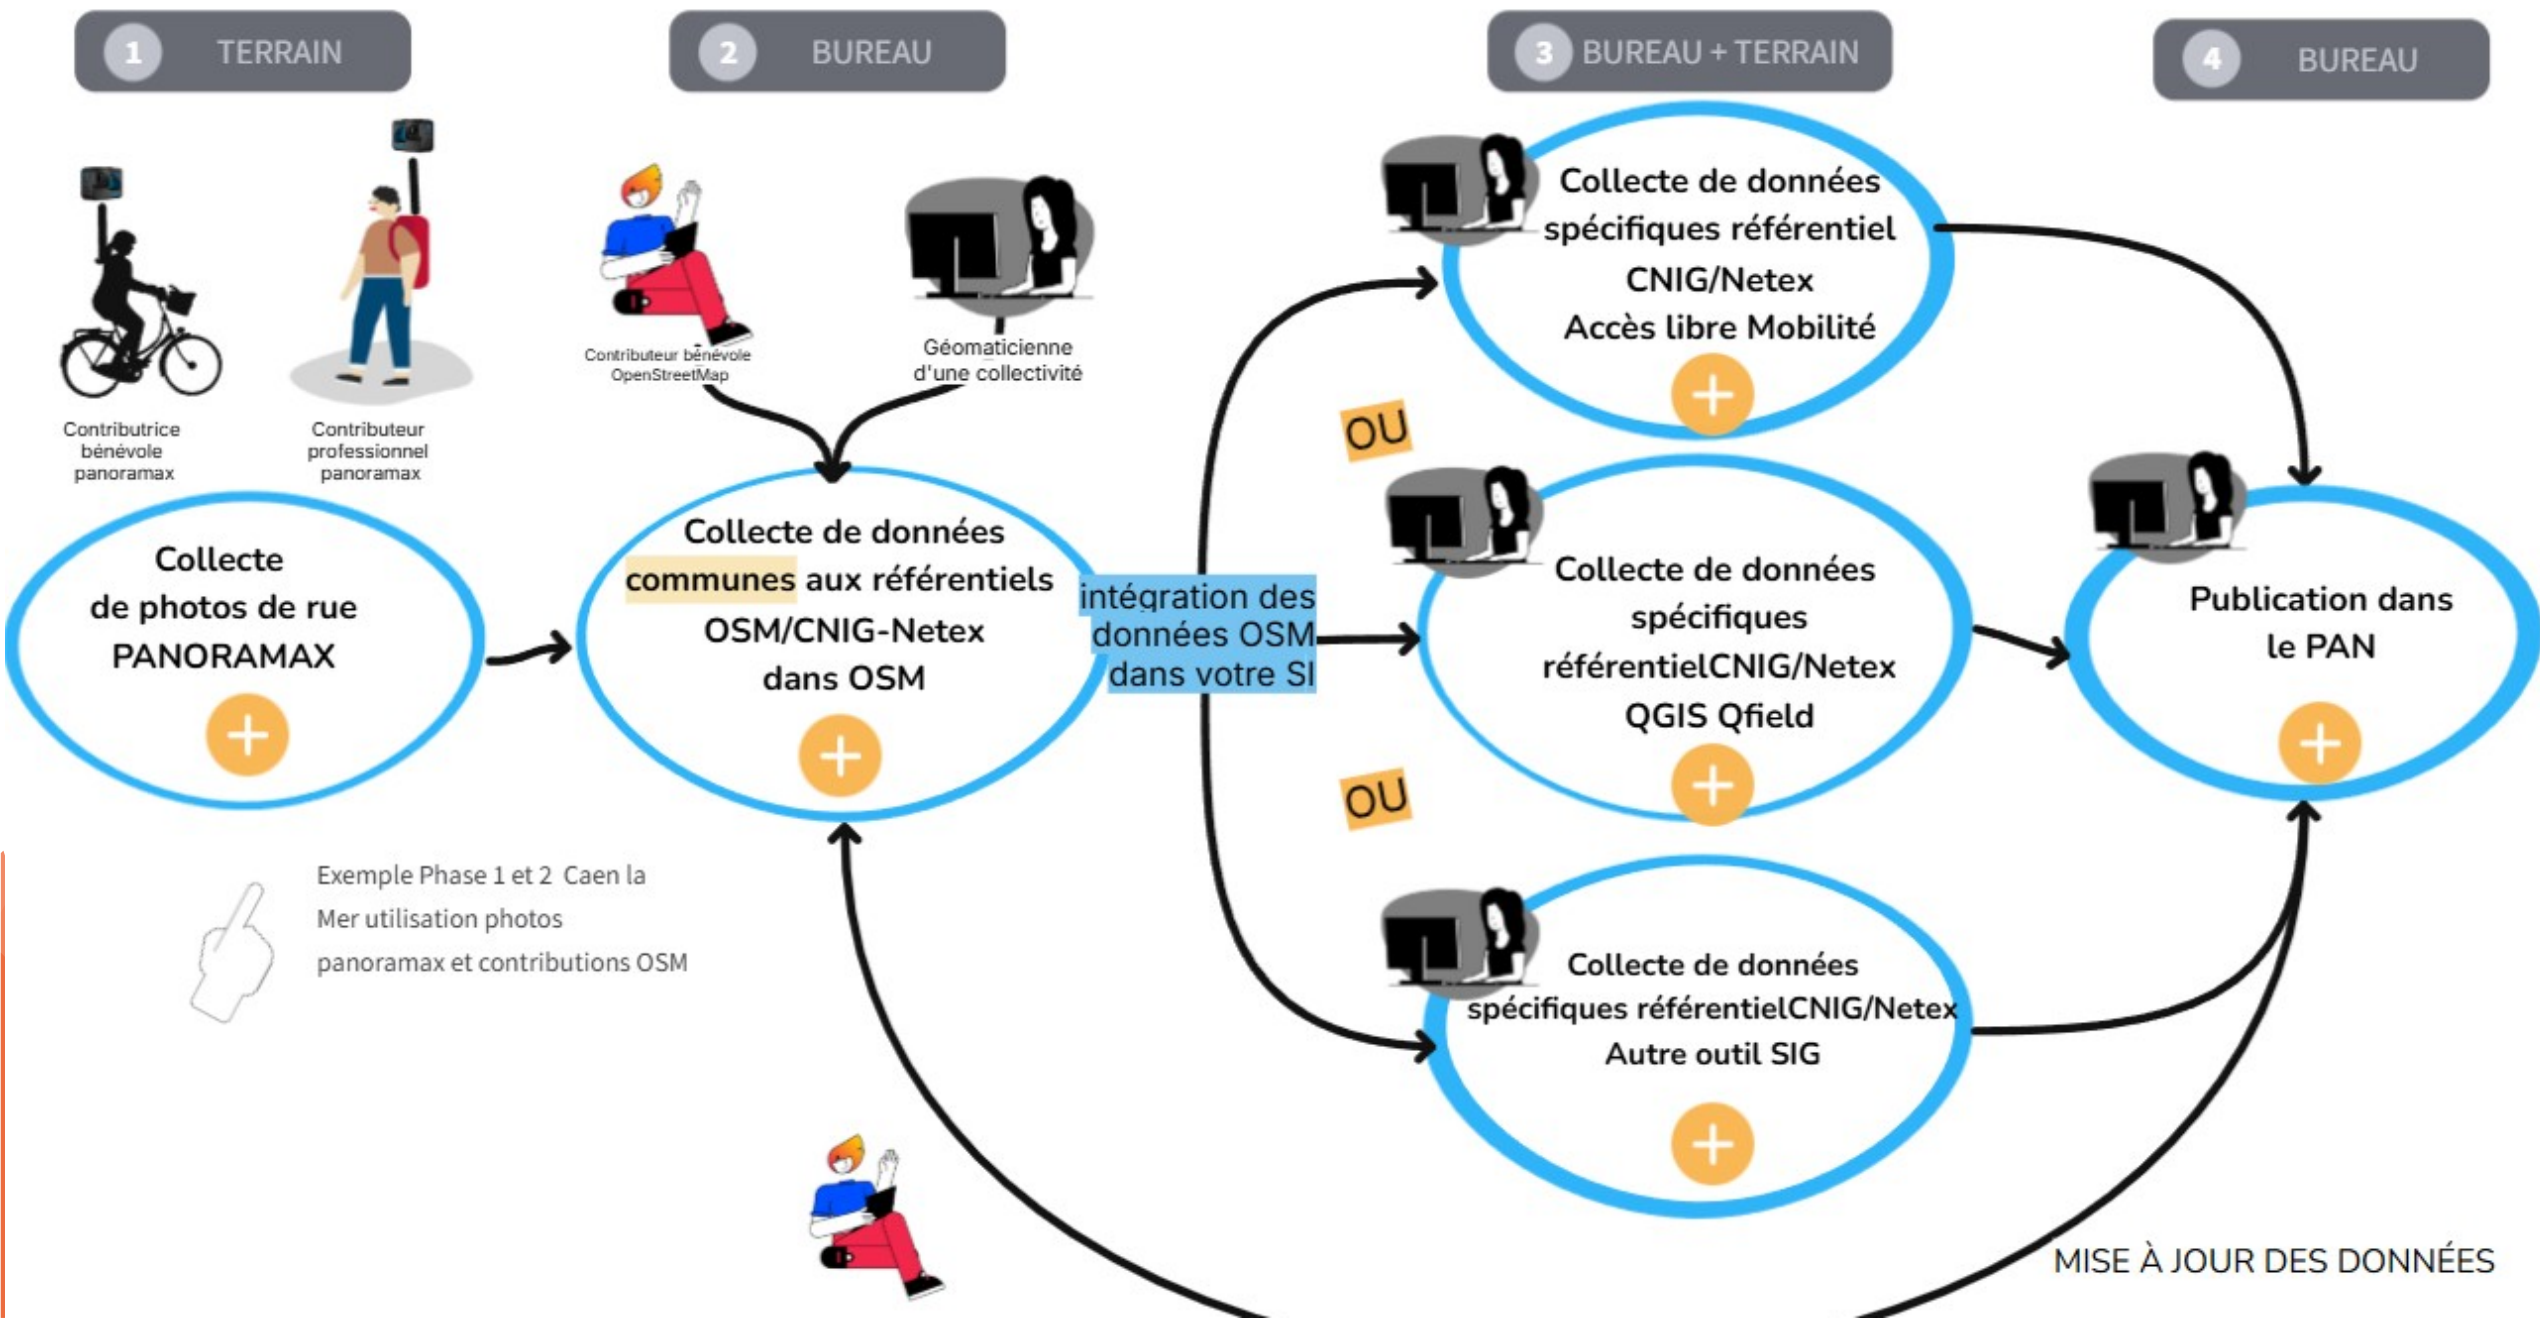 1 TERRAIN
2 BUREAU
3 BUREAU + TERRAIN
4 BUREAU
Contributrice
bénévole
panoramax
Contributeur
professionnel
panoramax
Collecte
de photos de rue
PANORAMAX
Contributeur bénévole
OpenStreetMap
Géomaticienne
d'une collectivité
Collecte de données
communes aux référentiels
OSM/CNIG-Netex
dans OSM
intégration des
données OSM
dans votre SI
Collecte de données
spécifiques référentiel
CNIG/Netex
Accès libre Mobilité
OU
Collecte de données
spécifiques
référentielCNIG/Netex
QGIS Qfield
OU
Collecte de données
spécifiques référentielCNIG/Netex
Autre outil SIG
Publication dans
le PAN
Exemple Phase 1 et 2 Caen la
Mer utilisation photos
panoramax et contributions OSM
MISE À JOUR DES DONNÉES